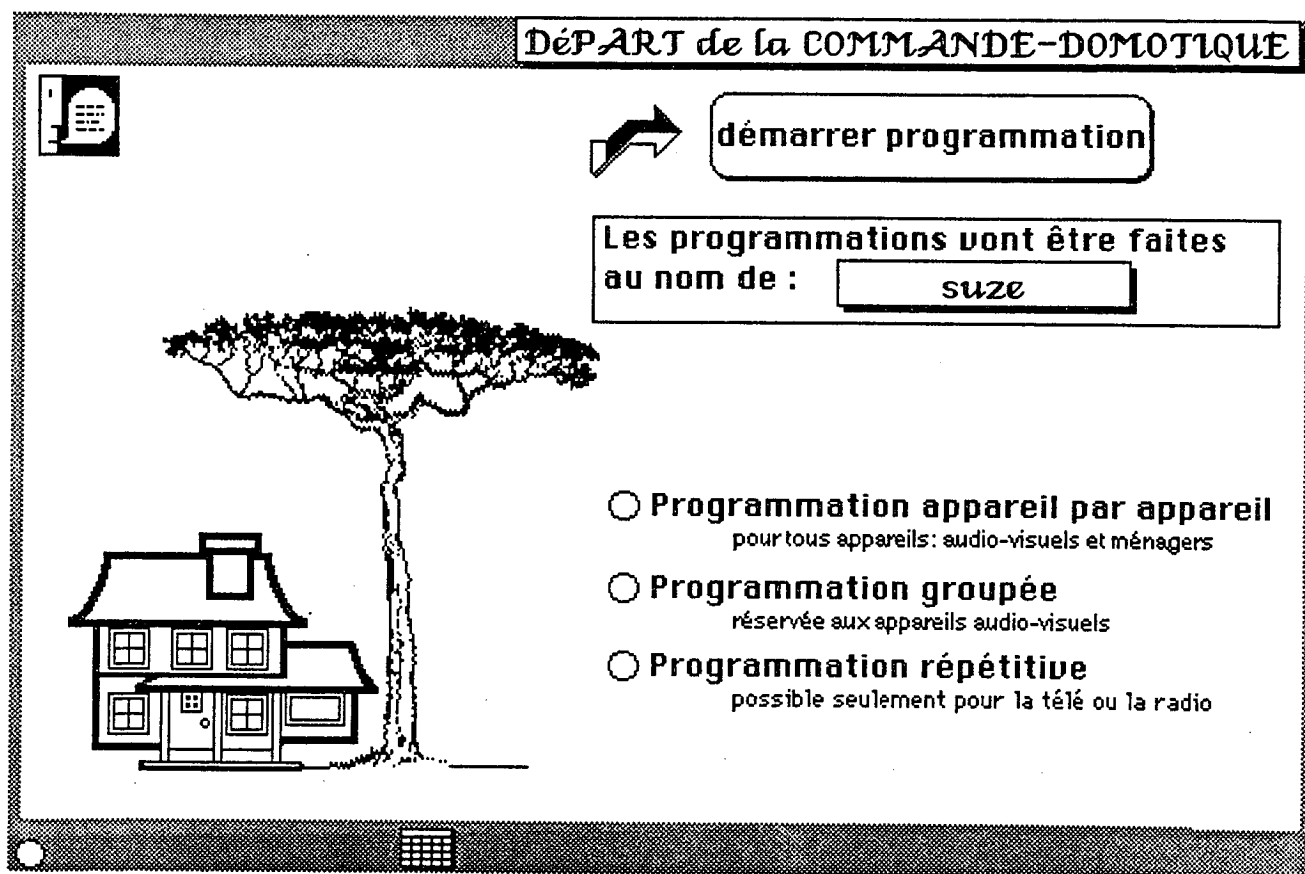 DéPART de la COMMANDE-DOMOTIQUE
démarrer programmation
Les programmations vont être faites
au nom de :
suze
Programmation appareil par appareil
pour tous appareils: audio-visuels et ménagers
Programmation groupée
réservée aux appareils audio-visuels
Programmation répétitive
possible seulement pour la télé ou la radio